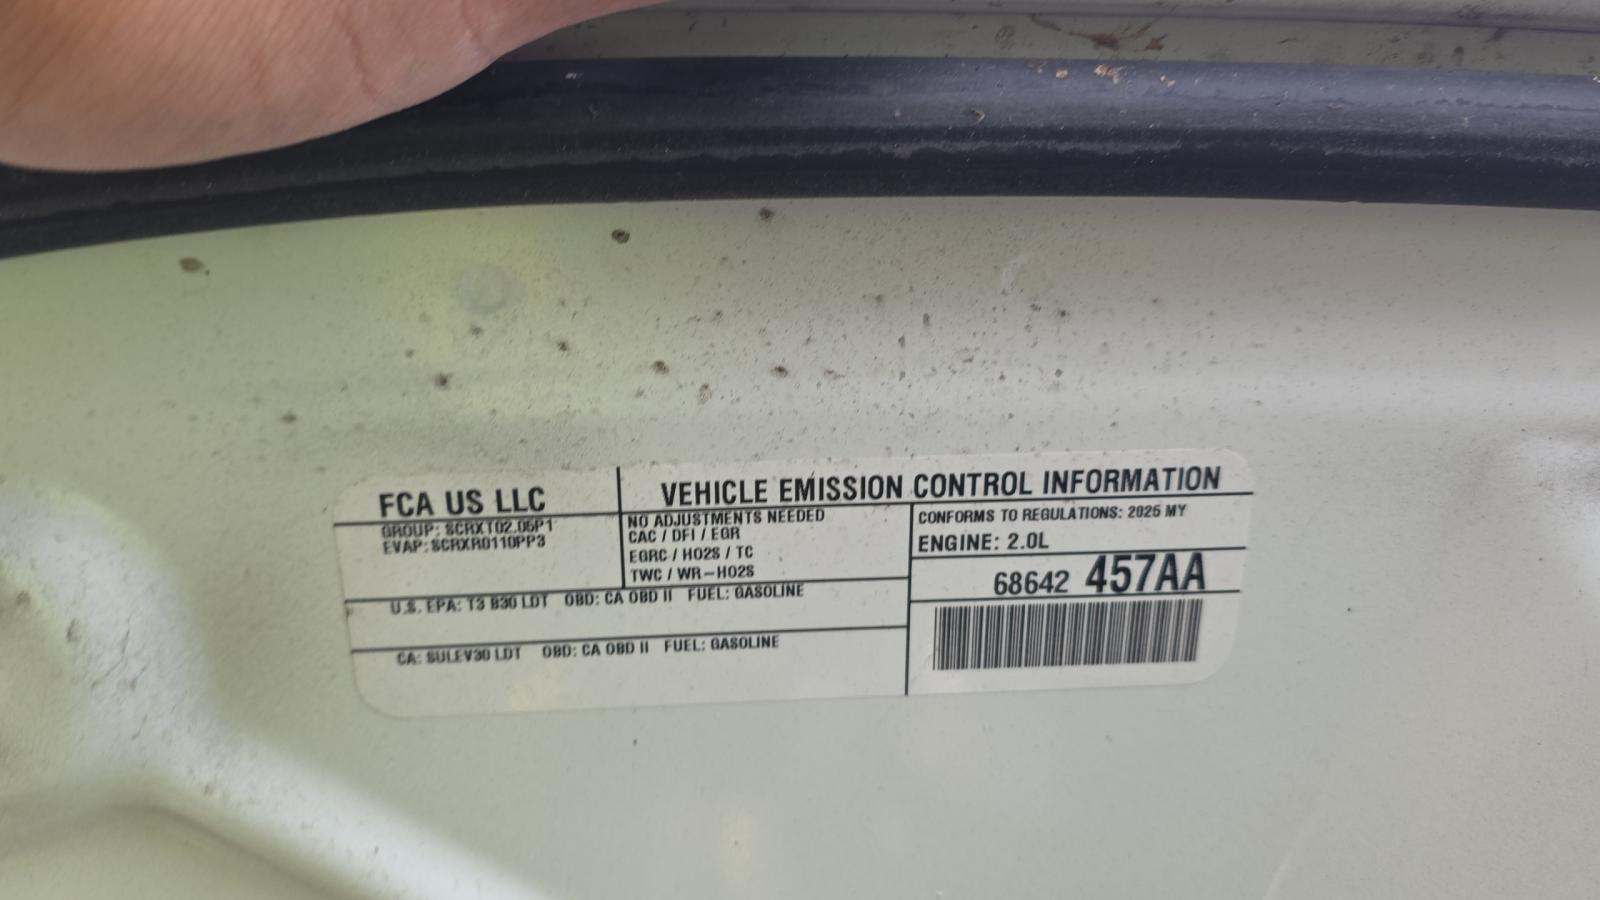 FCA US LLC
VEHICLE EMISSION CONTROL INFORMATION
GROUP: SCRXT02.05P1
EVAP: SCRXR0110PP3
NO ADJUSTMENTS NEEDED
CAC / DFI / EGR
EGRC / HO2S / TC
TWC / WR-HO2S
CONFORMS TO REGULATIONS: 2025 MY
ENGINE: 2.0L
68642 457AA
U.S. EPA: T3 B30 LDT OBD: CA OBD II FUEL: GASOLINE
CA: SULEV30 LDT OBD: CA OBD II FUEL: GASOLINE